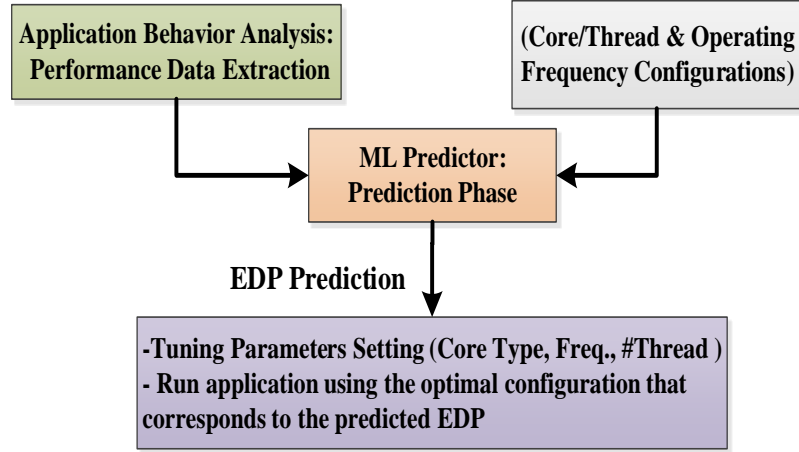 Application Behavior Analysis:
Performance Data Extraction
(Core/Thread & Operating
Frequency Configurations)
ML Predictor:
Prediction Phase
EDP Prediction
-Tuning Parameters Setting (Core Type, Freq., #Thread )
- Run application using the optimal configuration that
corresponds to the predicted EDP